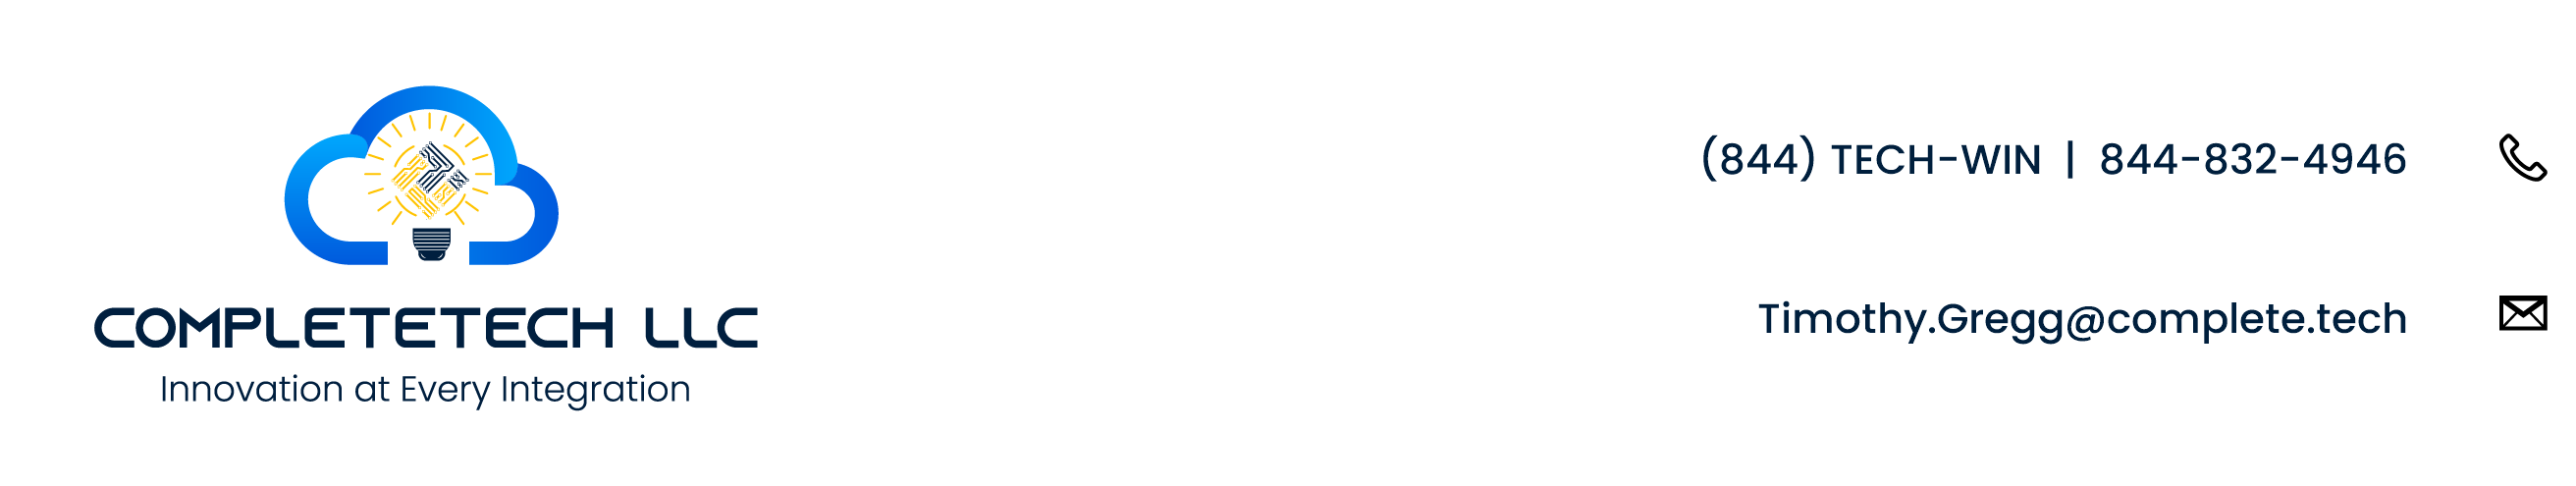 COMPLETETECH LLC
Innovation at Every Integration
(844) TECH-WIN | 844-832-4946
Timothy.Gregg@complete.tech